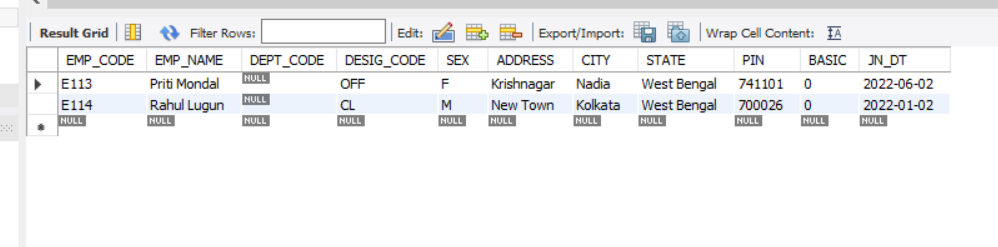 Result Grid Filter Rows: Edit: Export/Import: Wrap Cell Content: IA
EMP_CODE EMP_NAME DEPT_CODE DESIG_CODE SEX ADDRESS CITY STATE PIN BASIC JN_DT
E113 Priti Mondal NULL OFF F Krishnagar Nadia West Bengal 741101 0 2022-06-02
E114 Rahul Lugun NULL CL M New Town Kolkata West Bengal 700026 0 2022-01-02
NULL NULL NULL NULL NULL NULL NULL NULL NULL NULL NULL